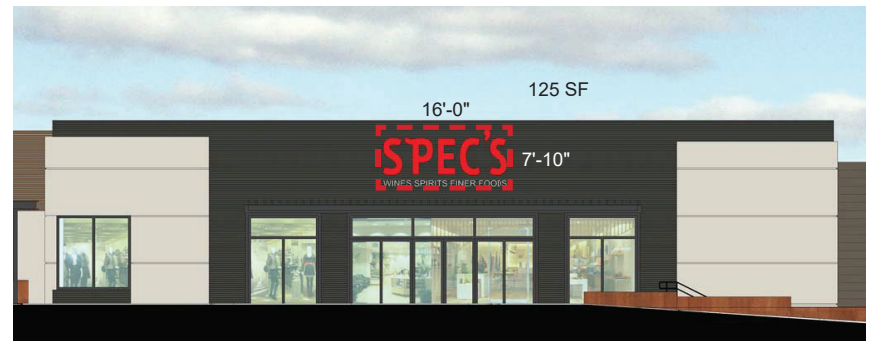 125 SF
16'-0"
SPEC'S
7'-10"
WINES SPIRITS FINER FOODS